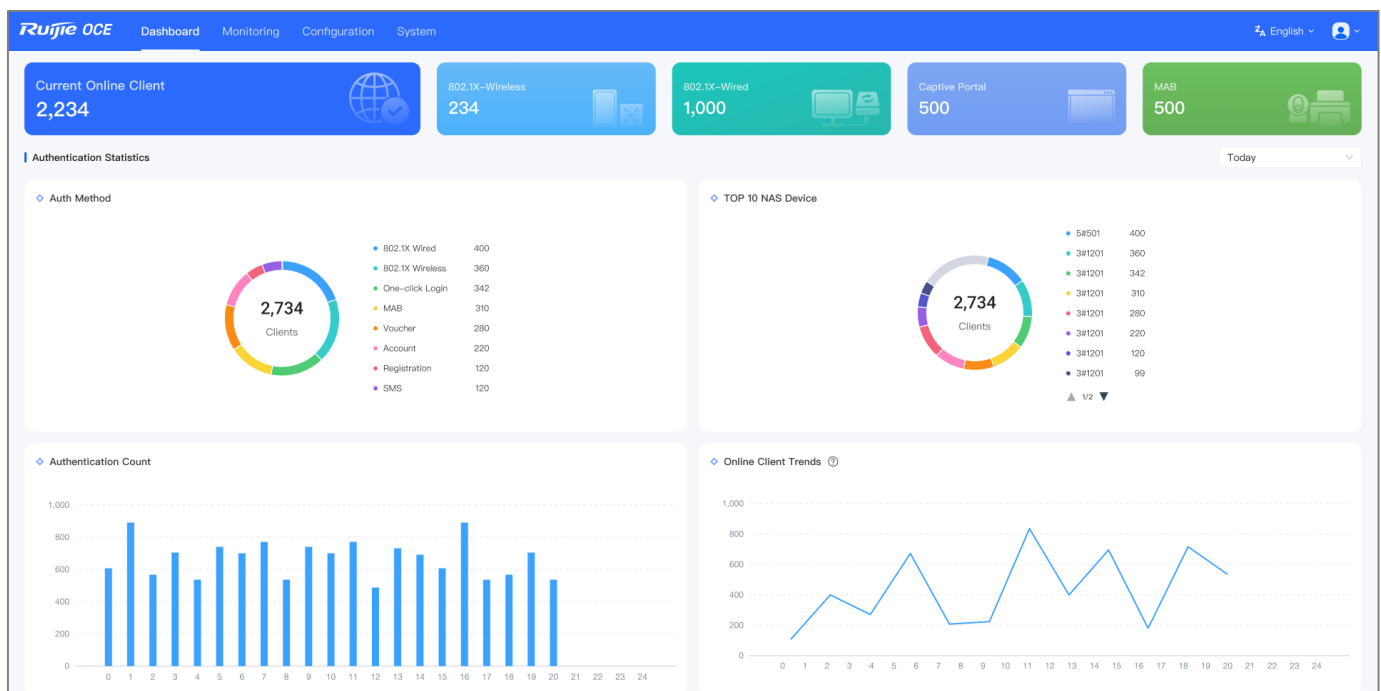 Ruijie OCE Dashboard Monitoring Configuration System English
Current Online Client
2,234
802.1X-Wireless
234
802.1X-Wired
1,000
Captive Portal
500
MAB
500
Authentication Statistics
Today
Auth Method
2,734
Clients
802.1X Wired 400
802.1X Wireless 360
One-click Login 342
MAB 310
Voucher 280
Account 220
Registration 120
SMS 120
TOP 10 NAS Device
2,734
Clients
5#501 400
3#1201 360
3#1201 342
3#1201 310
3#1201 280
3#1201 220
3#1201 120
3#1201 99
1/2
Authentication Count
1,000
800
600
400
200
0
0 1 2 3 4 5 6 7 8 9 10 11 12 13 14 15 16 17 18 19 20 21 22 23 24
Online Client Trends
1,000
800
600
400
200
0
0 1 2 3 4 5 6 7 8 9 10 11 12 13 14 15 16 17 18 19 20 21 22 23 24